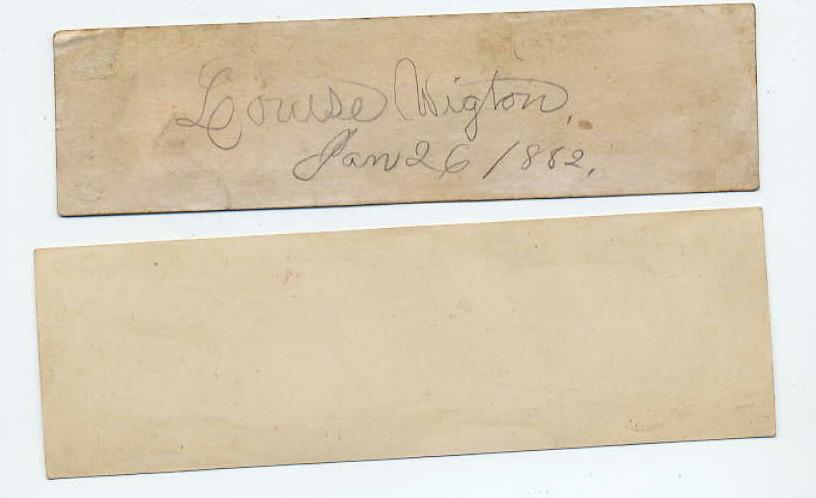 Louise Wigton,
Jan 26/1882.